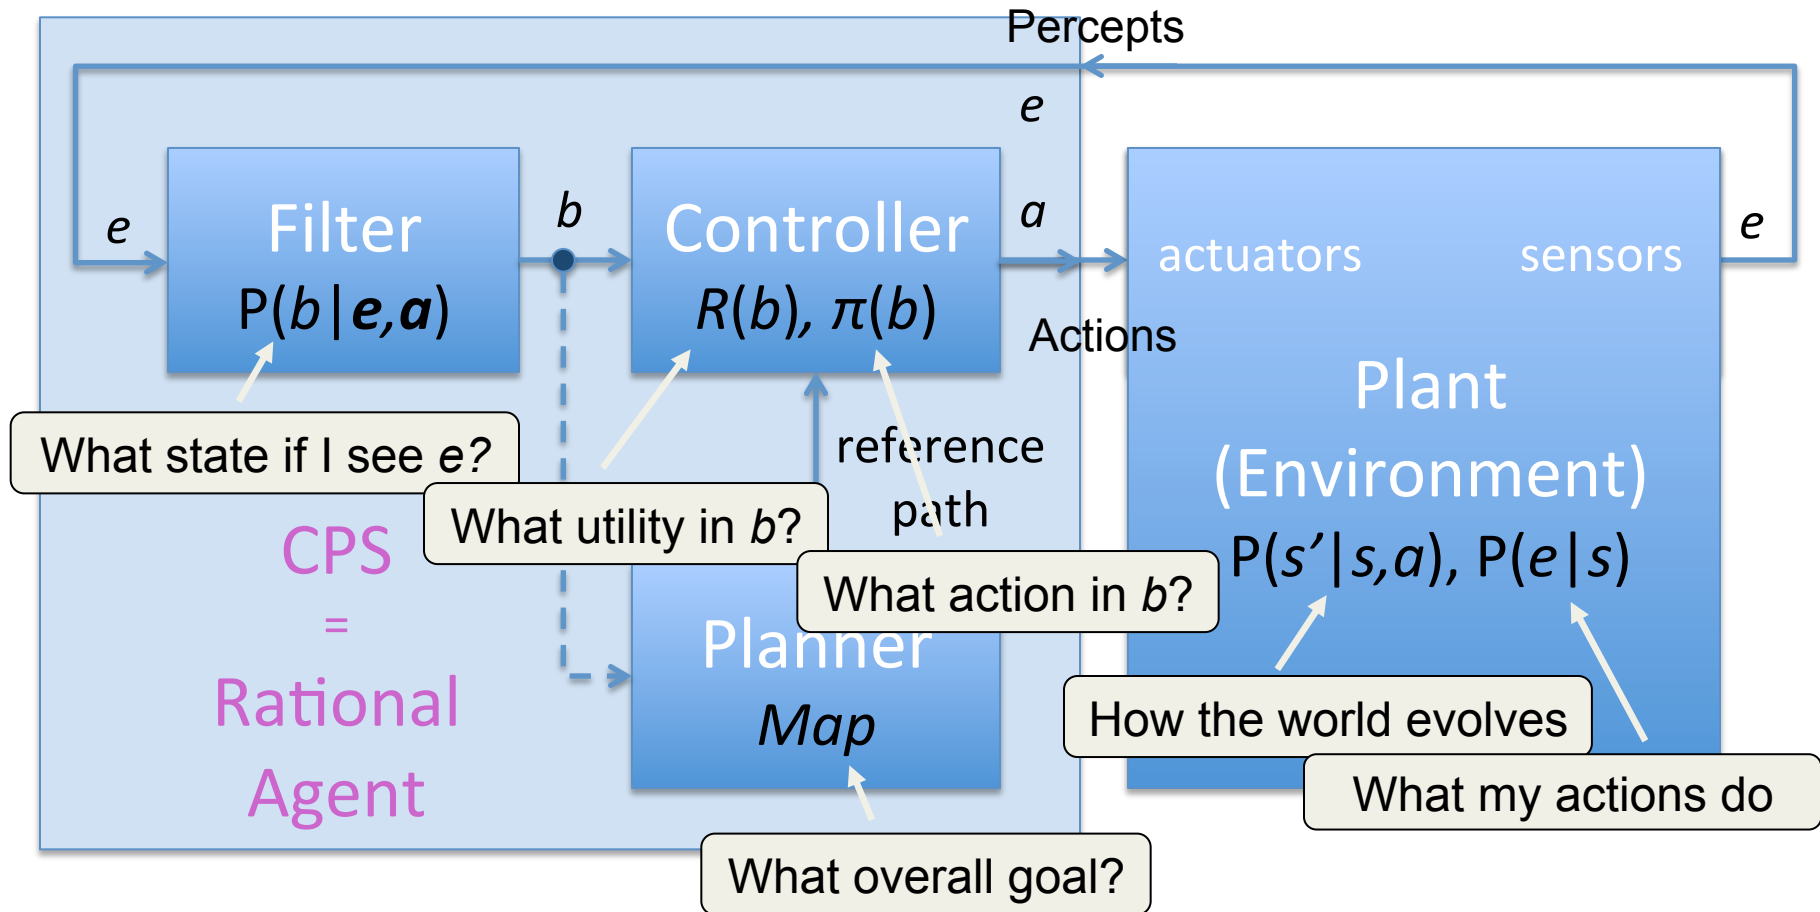 Percepts
e
e
Filter
P(b|e,a)
b
Controller
R(b), π(b)
a
Actions
actuators
sensors
e
Plant
(Environment)
P(s’|s,a), P(e|s)
What state if I see e?
reference
path
What utility in b?
What action in b?
CPS
=
Rational
Agent
Planner
Map
How the world evolves
What my actions do
What overall goal?